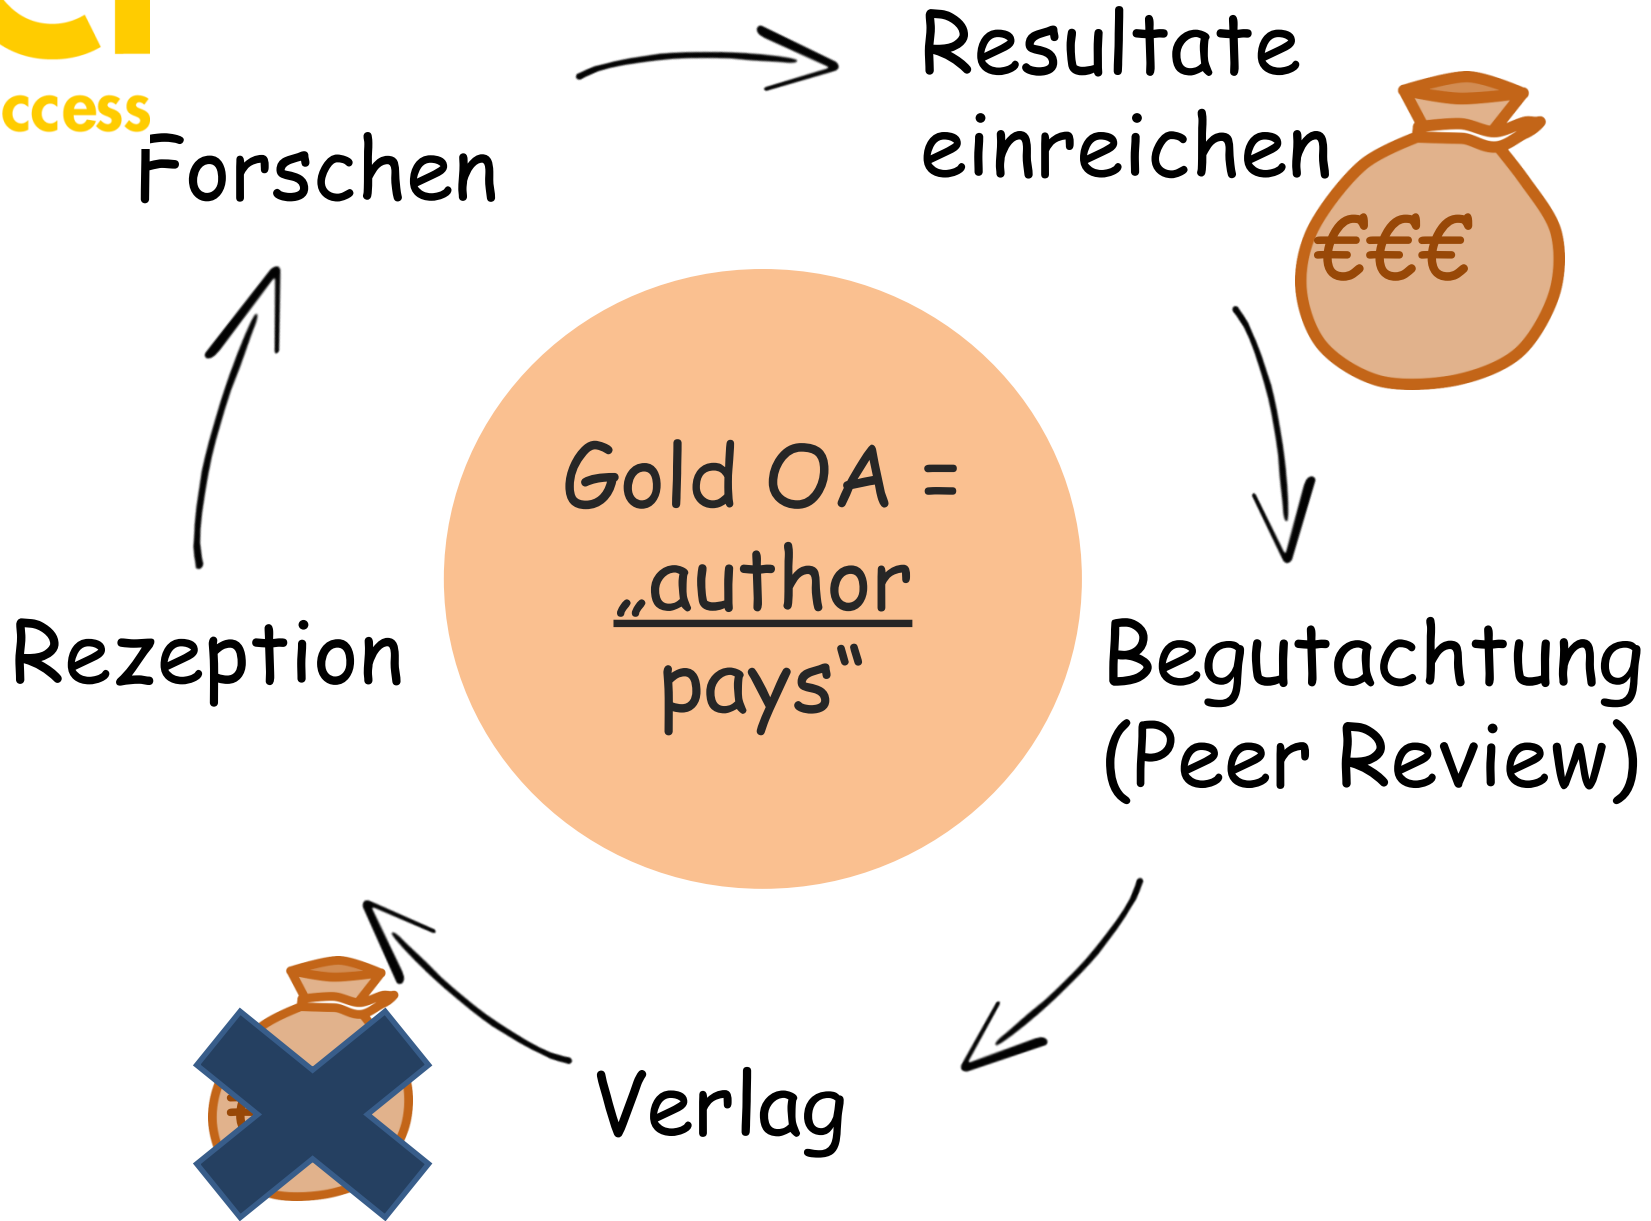 ccess
Forschen
Resultate
einreichen
€€€
Gold OA =
„author
pays“
Rezeption
Begutachtung
(Peer Review)
Verlag